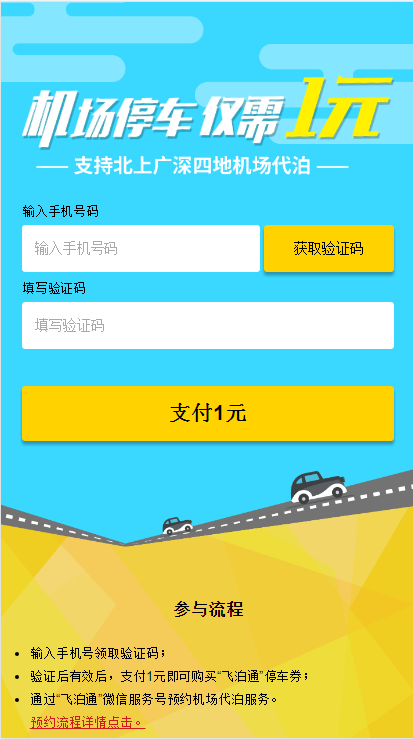 机场停车 仅需1元
支持北上广深四地机场代泊
输入手机号码
输入手机号码 获取验证码
填写验证码
填写验证码
支付1元
参与流程
输入手机号领取验证码；
验证后有效后，支付1元即可购买“飞泊通”停车券；
通过“飞泊通”微信服务号预约机场代泊服务。
预约流程详情点击。